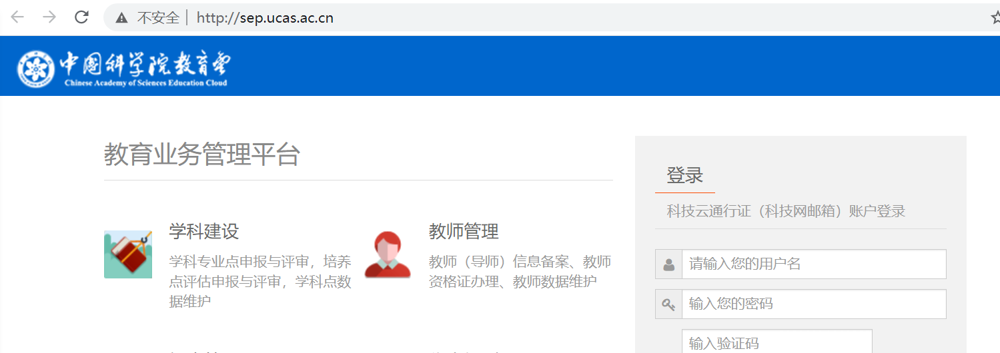 不安全 | http://sep.ucas.ac.cn
中国科学院教育云
Chinese Academy of Sciences Education Cloud
教育业务管理平台
登录
科技云通行证（科技网邮箱）账户登录
学科建设
学科专业点申报与评审，培养
点评估申报与评审，学科点数
据维护
教师管理
教师（导师）信息备案、教师
资格证办理、教师数据维护
请输入您的用户名
输入您的密码
输入验证码